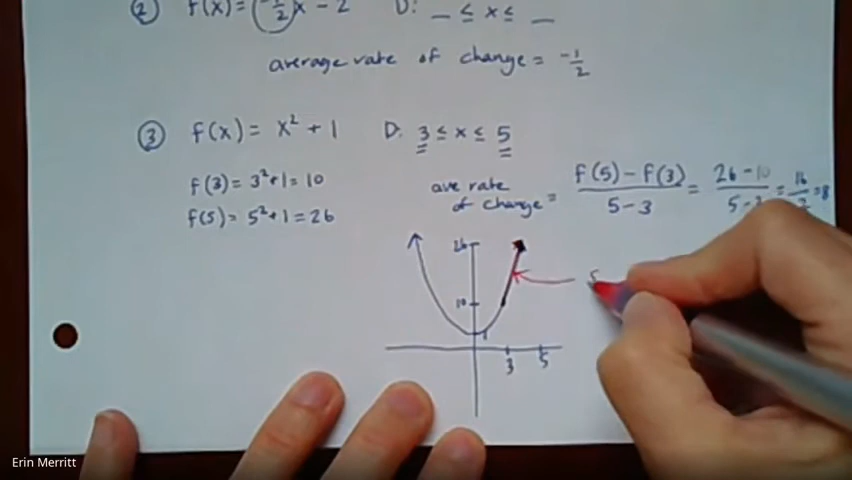 ② f(x) = (-1/2)x - 2 D: _ ≤ x ≤ _
average rate of change = -1/2
③ f(x) = x² + 1 D: 3 ≤ x ≤ 5
f(3) = 3²+1 = 10
f(5) = 5²+1 = 26
ave rate of change = f(5) - f(3) / 5 - 3 = 26 - 10 / 5 - 3 = 16 / 2 = 8
26
10
1
3 5
Erin Merritt